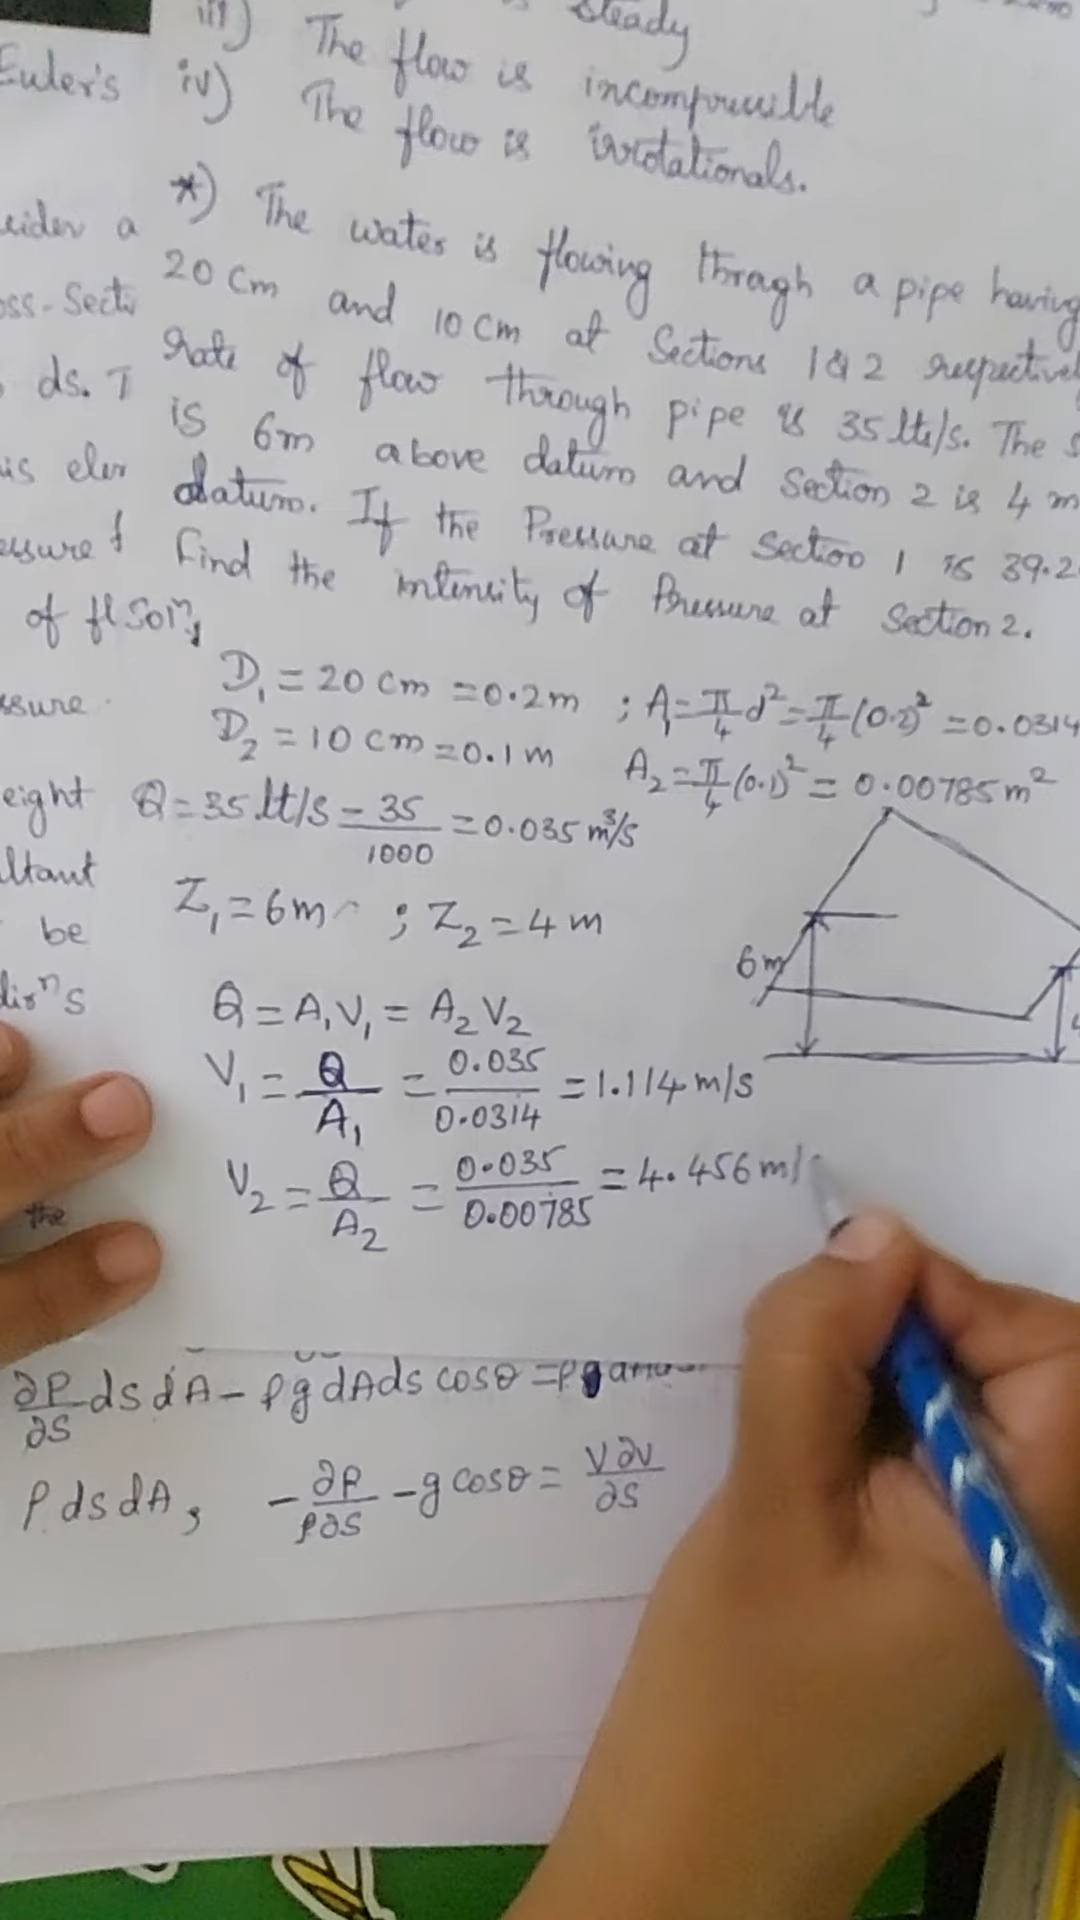 iii) steady
The flow is incompressible
iv) The flow is irrotationals.
Euler's
*) The water is flowing thragh a pipe having
20 cm and 10 cm at Sections 1 & 2 respectively
rate of flow through pipe is 35 lts/s. The
is 6m above datum and Section 2 is 4 m
datum. If the Pressure at Section 1 is 39.2
Find the intensity of Pressure at Section 2.
a
ds.
is
of
Soln,
D₁ = 20 cm = 0.2m ; A₁ = π/4 d² = π/4 (0.2)² = 0.0314
D₂ = 10 cm = 0.1 m A₂ = π/4 (0.1)² = 0.00785 m²
Q = 35 lt/s = 35/1000 = 0.035 m³/s
Z₁ = 6m ; Z₂ = 4 m
be
dirⁿs
6m
Q = A₁V₁ = A₂V₂
V₁ = Q/A₁ = 0.035/0.0314 = 1.114 m/s
V₂ = Q/A₂ = 0.035/0.00785 = 4.456 m/
the
∂P/∂S ds dA - ρg dA ds cosθ =
ρ ds dA, -∂P/ρ∂S - g cosθ = V∂V/∂S